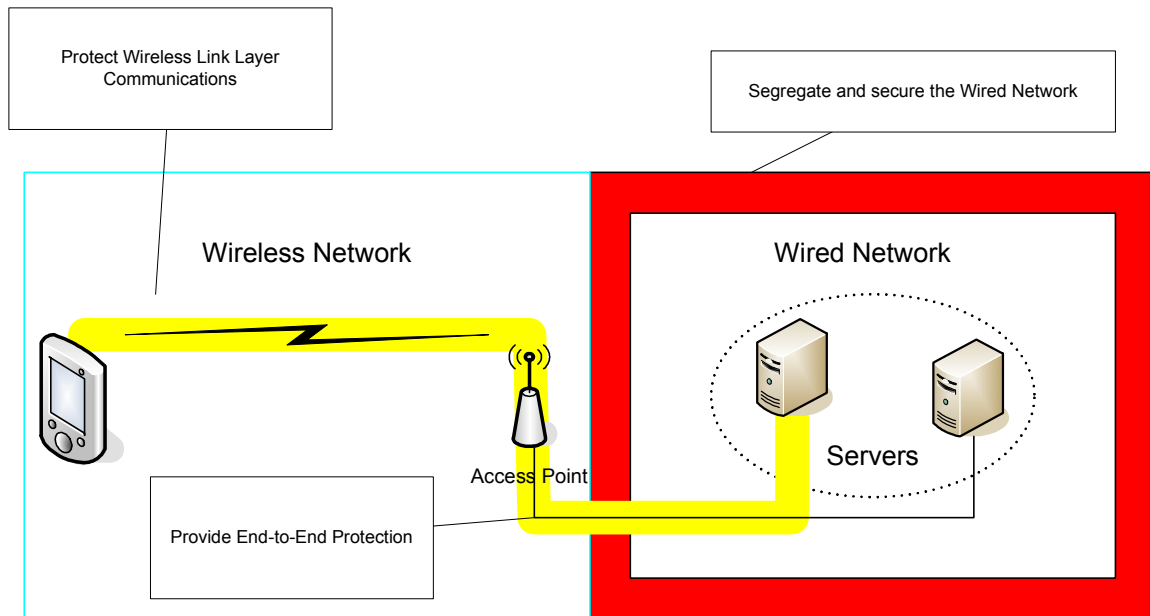 Protect Wireless Link Layer
Communications
Segregate and secure the Wired Network
Wireless Network
Wired Network
Servers
Access Point
Provide End-to-End Protection